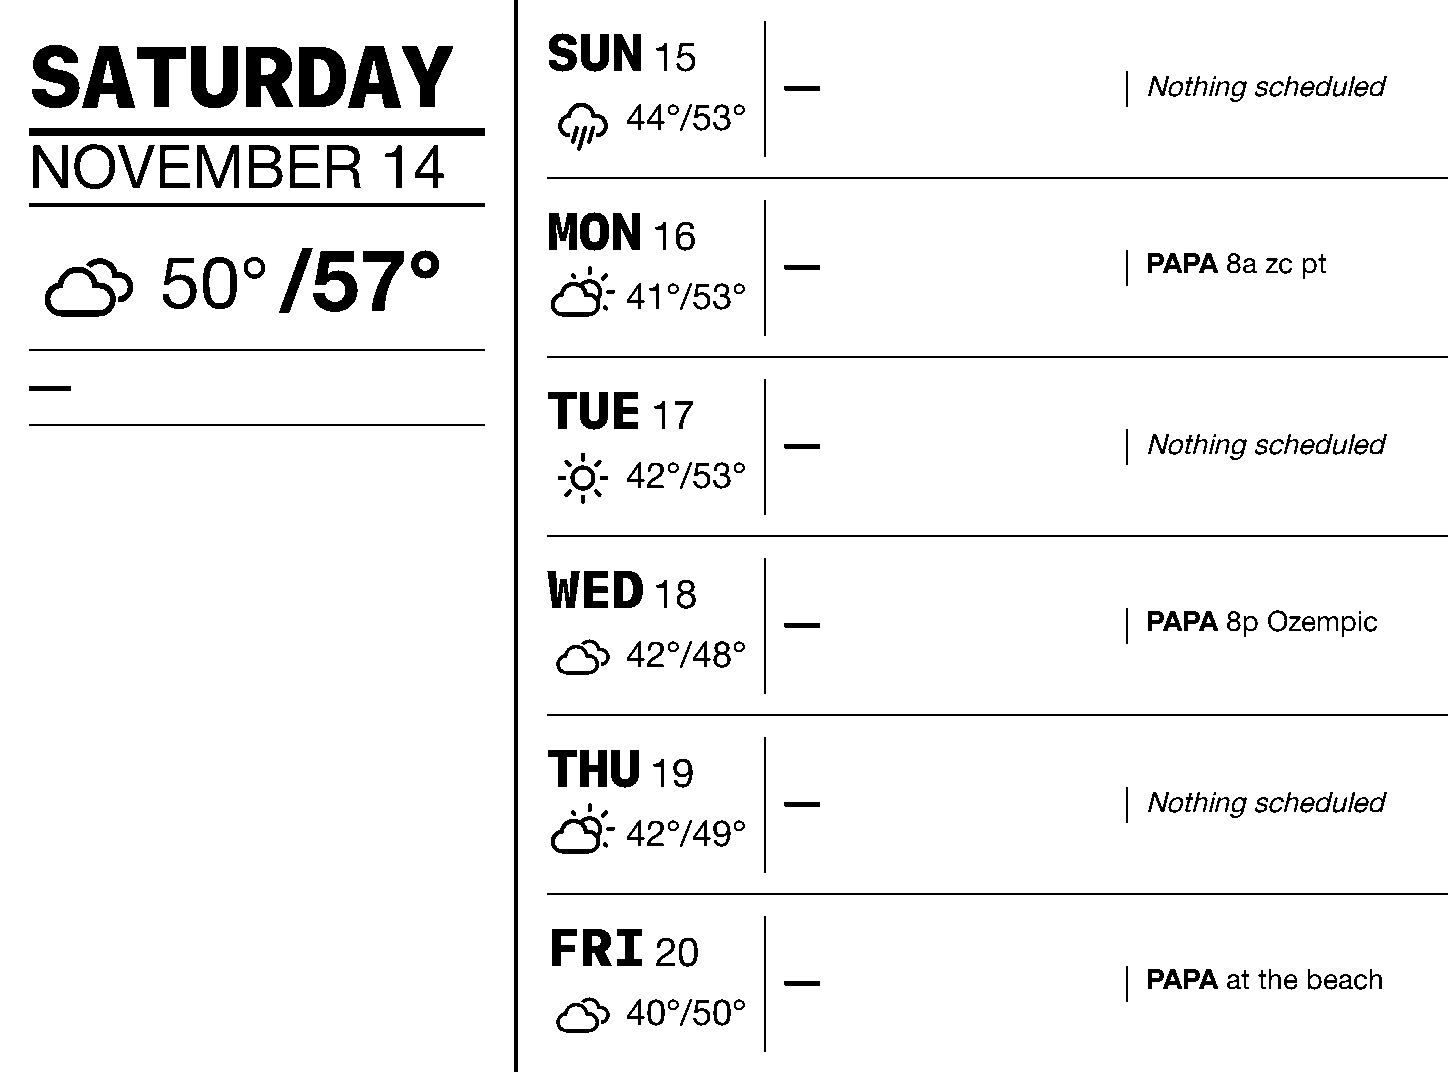 SATURDAY
NOVEMBER 14
50° /57°
—
SUN 15
44°/53°
—
Nothing scheduled
MON 16
41°/53°
—
PAPA 8a zc pt
TUE 17
42°/53°
—
Nothing scheduled
WED 18
42°/48°
—
PAPA 8p Ozempic
THU 19
42°/49°
—
Nothing scheduled
FRI 20
40°/50°
—
PAPA at the beach